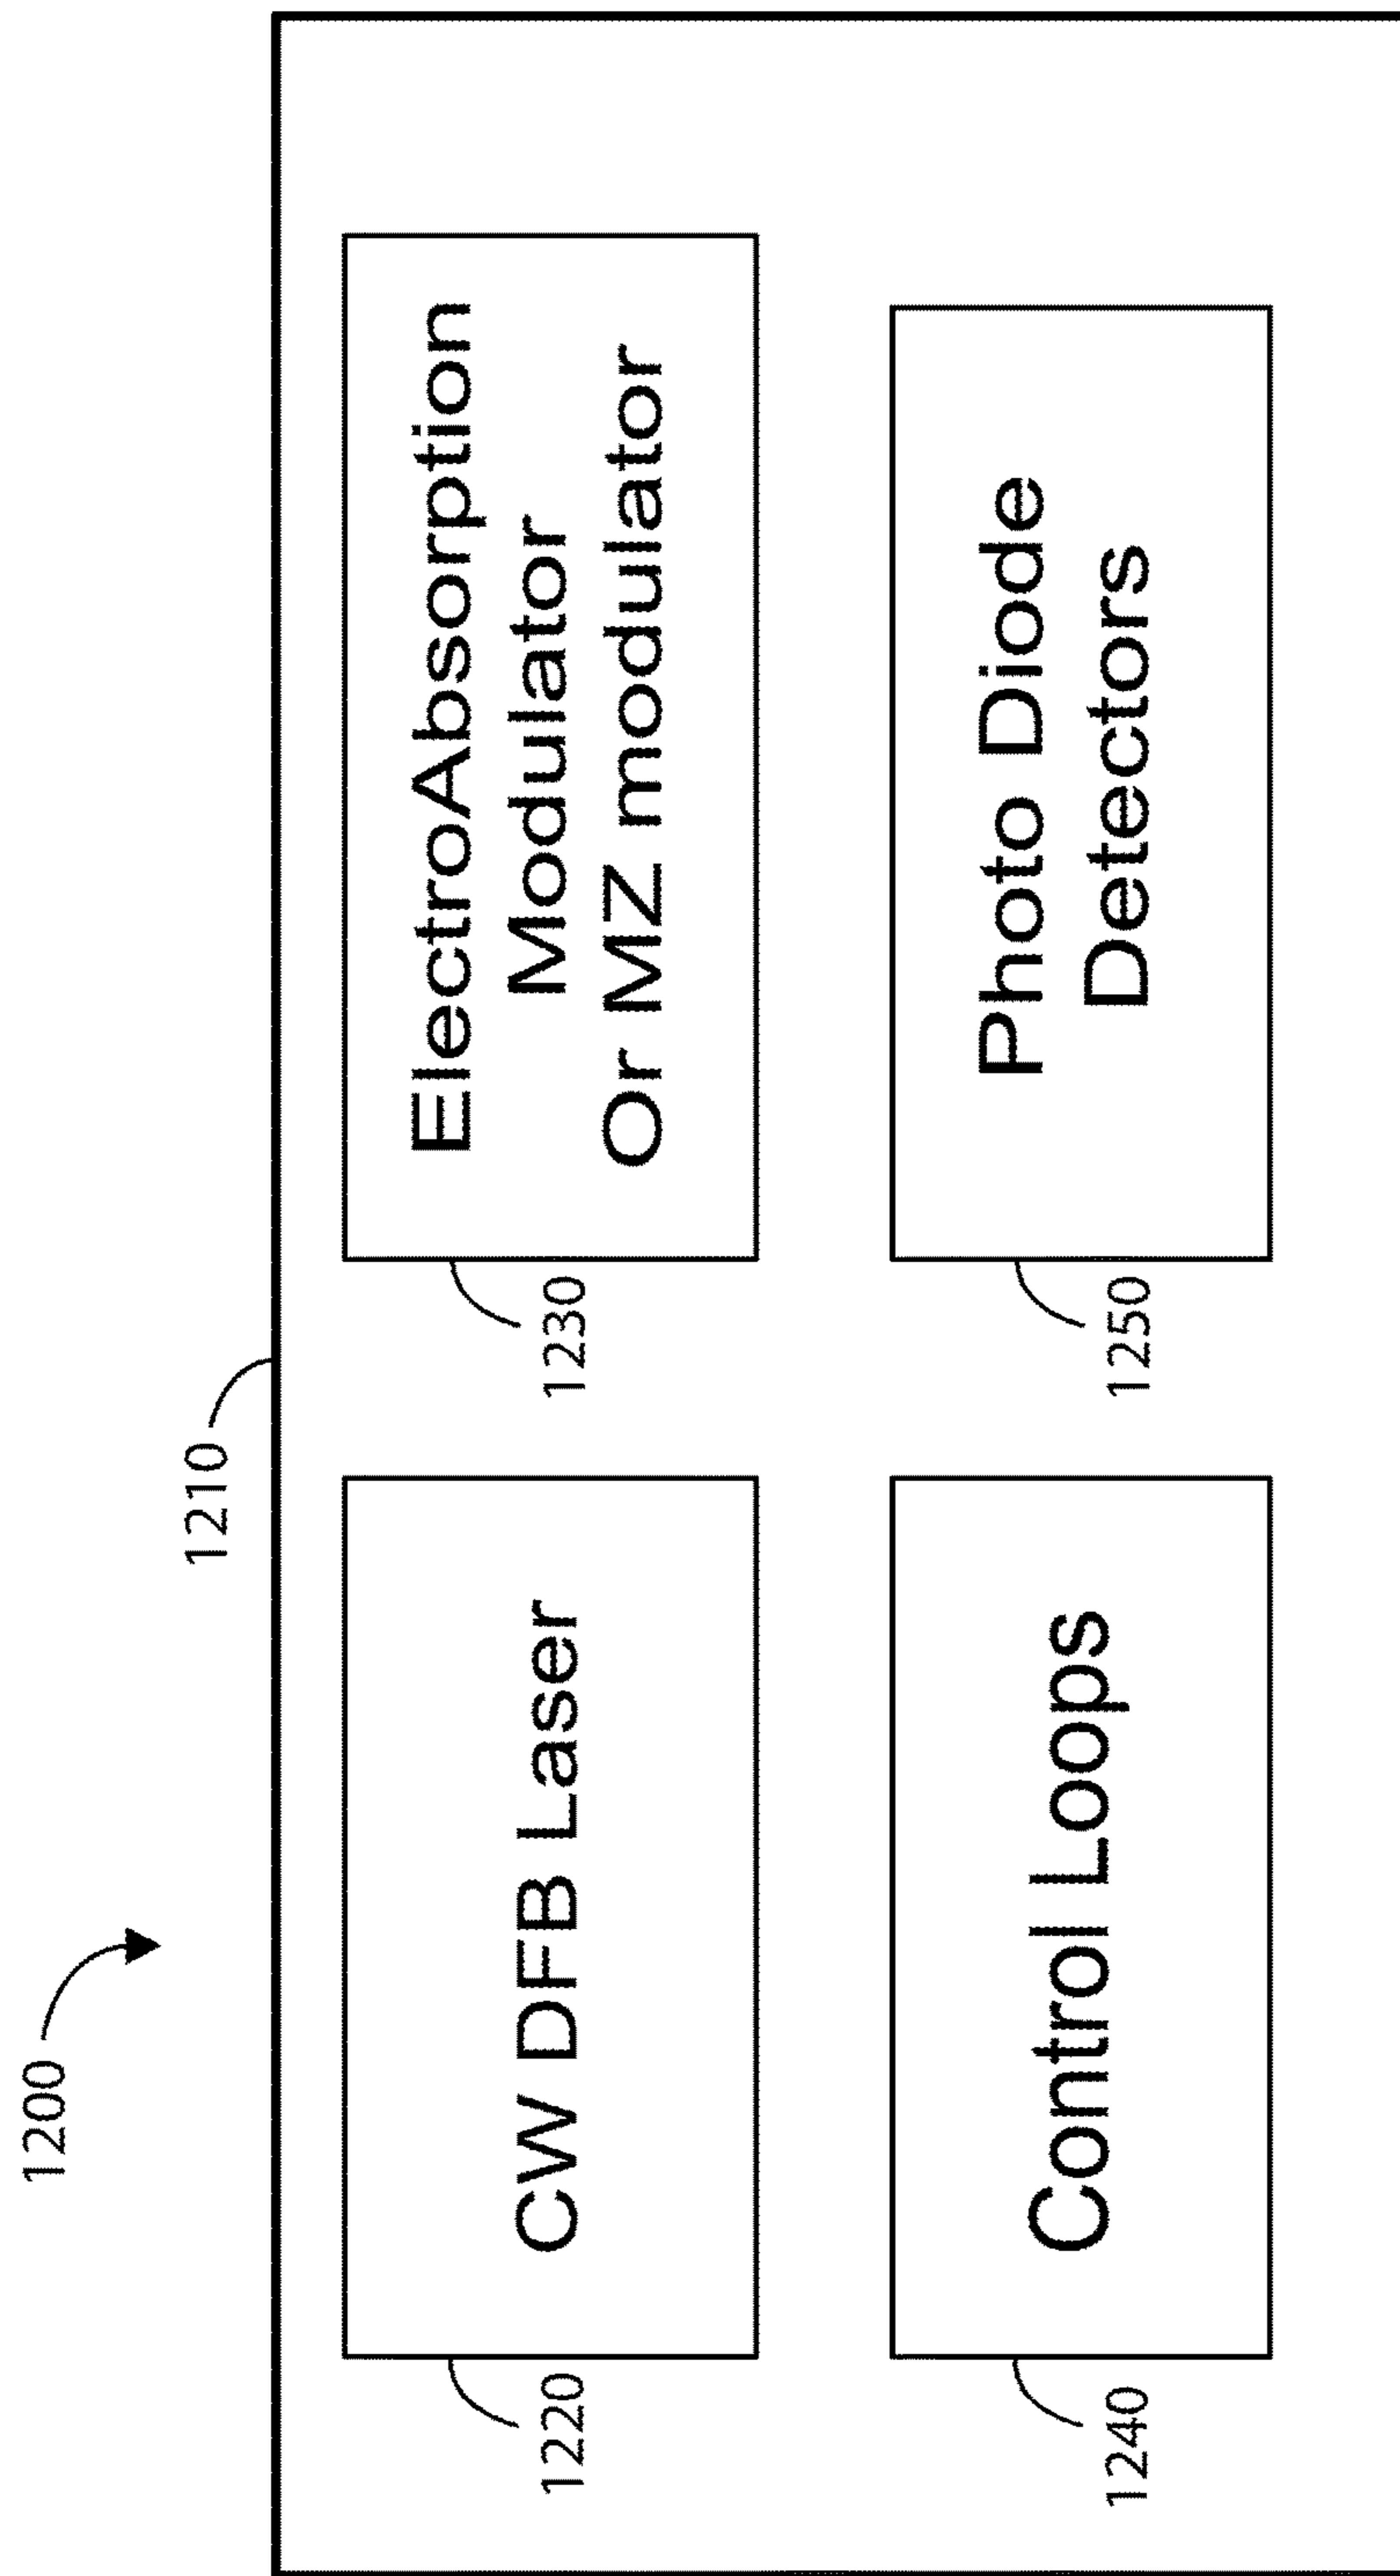 1200
1210
CW DFB Laser
1220
ElectroAbsorption
Modulator
Or MZ modulator
1230
Control Loops
1240
Photo Diode
Detectors
1250